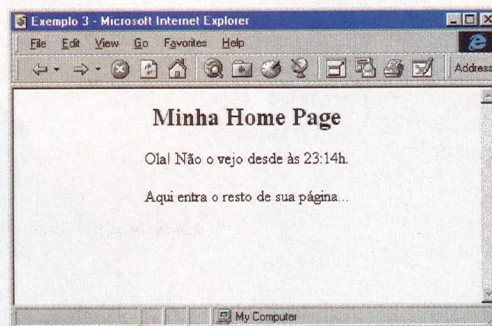 Exemplo 3 - Microsoft Internet Explorer
File Edit View Go Favorites Help
Address
Minha Home Page
Ola! Não o vejo desde às 23:14h.
Aqui entra o resto de sua página...
My Computer